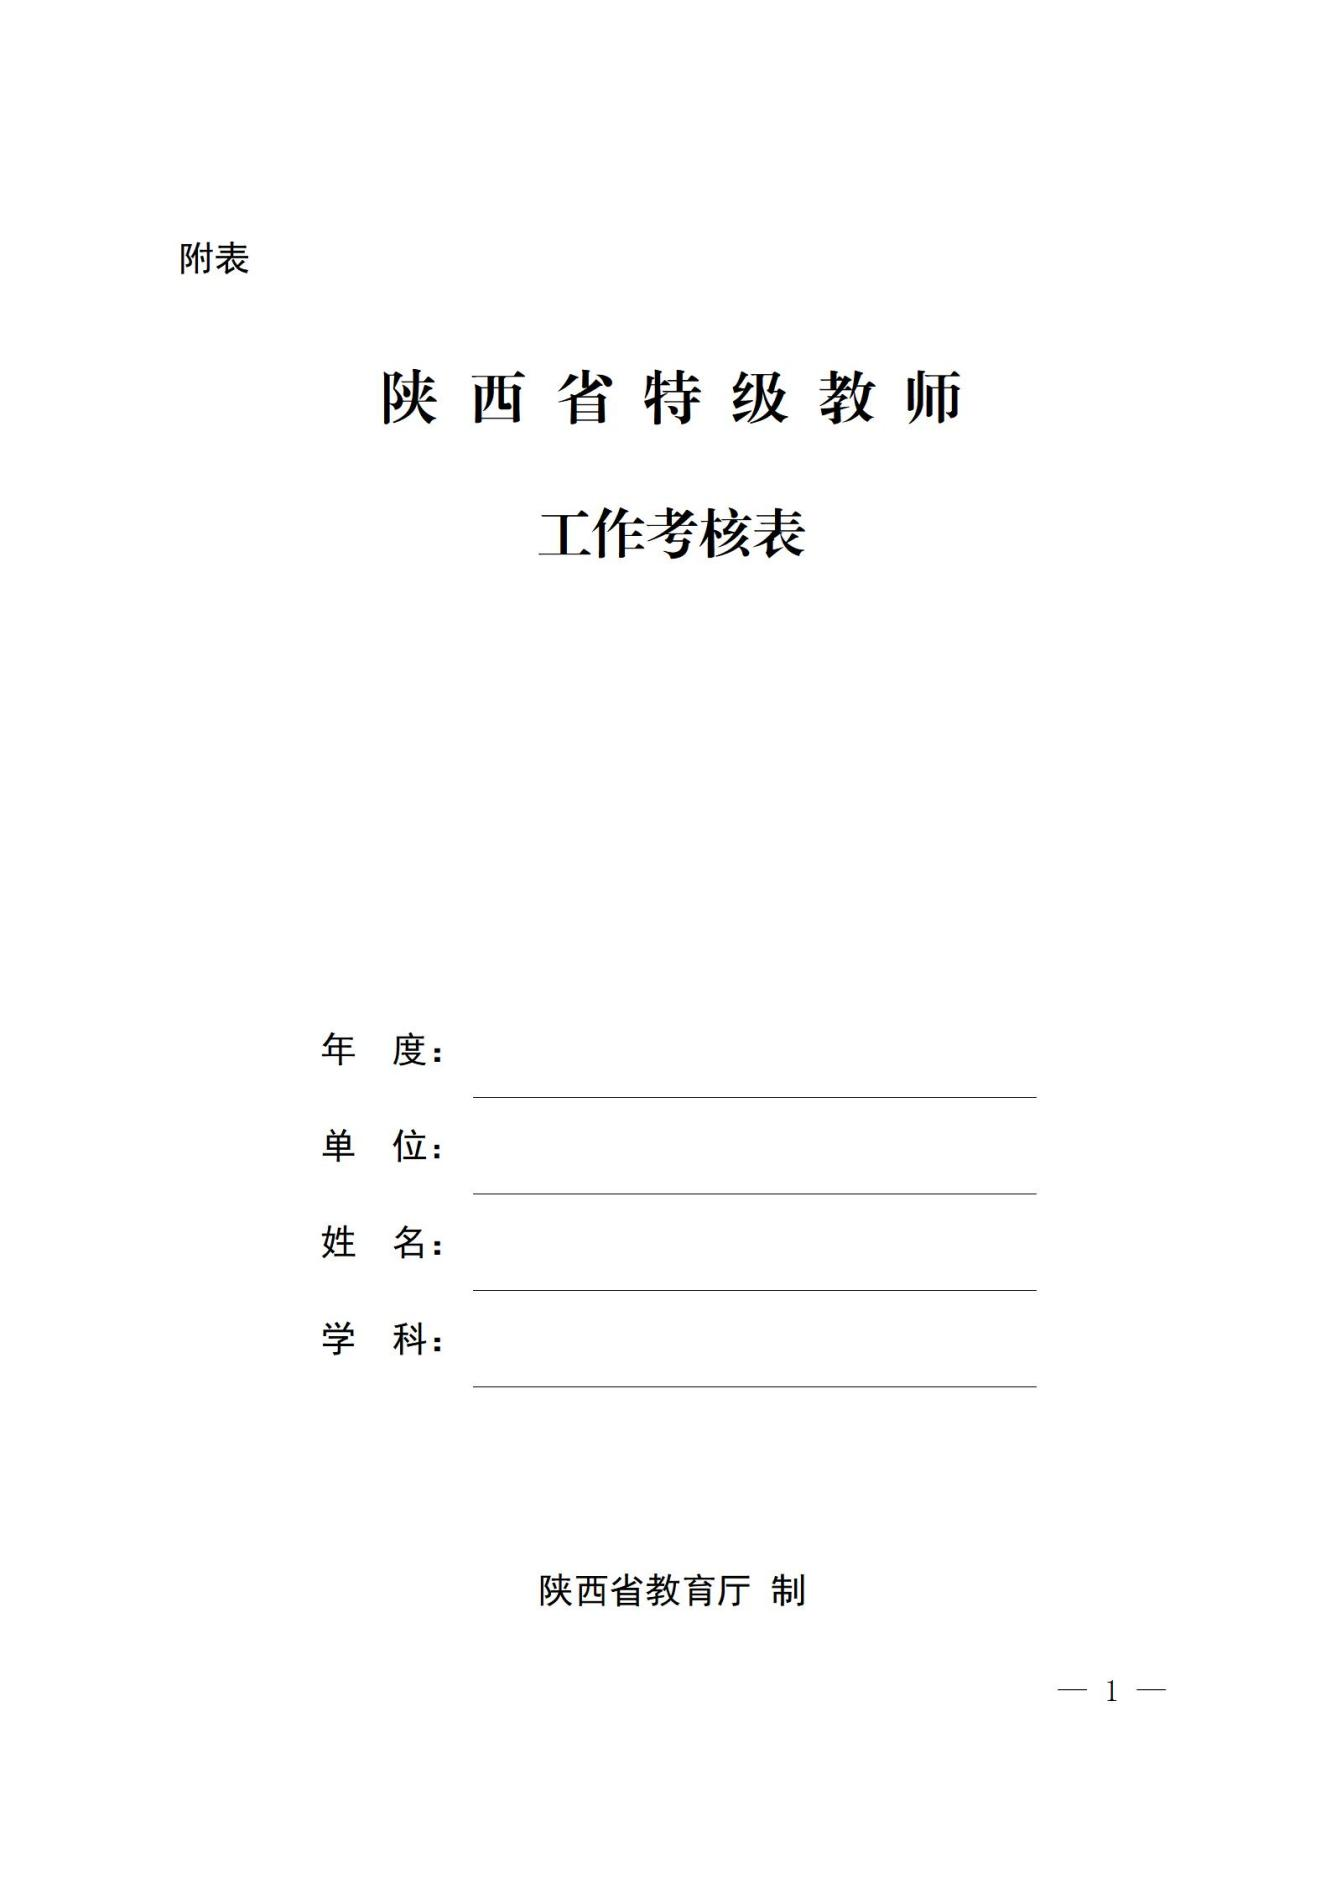 附表
陕西省特级教师
工作考核表
年 度：
单 位：
姓 名：
学 科：
陕西省教育厅 制
— 1 —